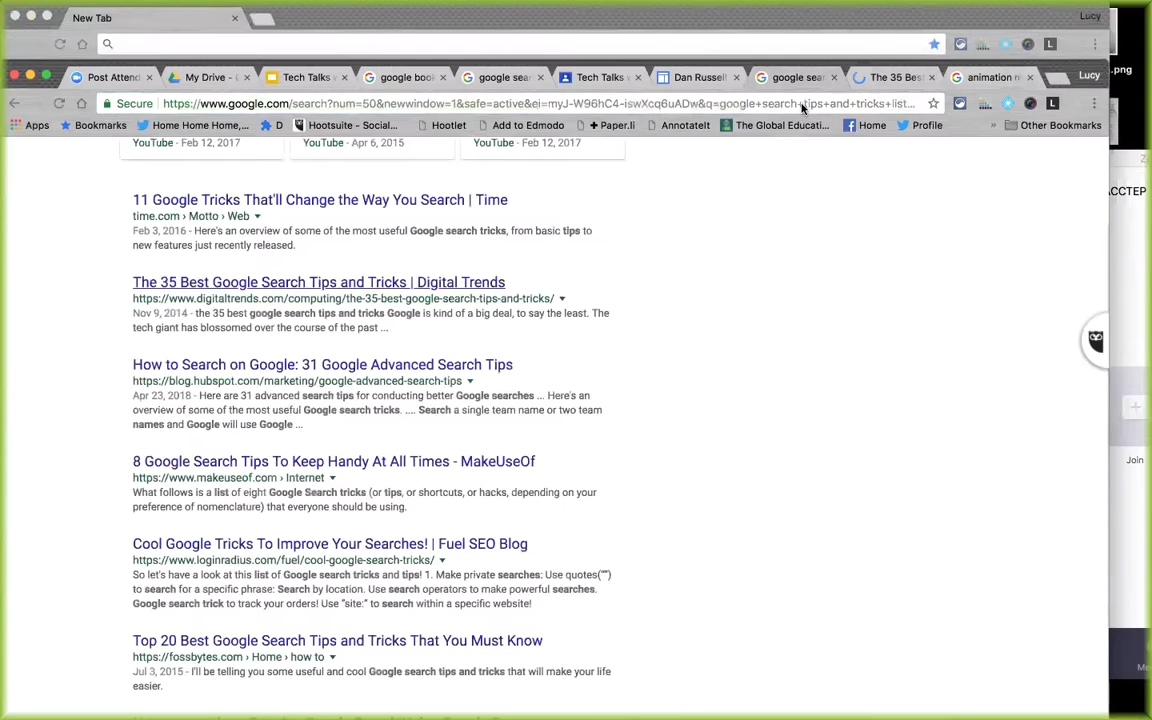 New Tab
Lucy
Post Attend My Drive - Tech Talks google book google sear Tech Talks Dan Russell google sear The 35 Bes animation n Lucy
.png
Secure https://www.google.com/search?num=50&newwindow=1&safe=active&ei=myJ-W96hC4-iswXcq6uADw&q=google+search+tips+and+tricks+list...
Apps Bookmarks Home Home Home,... D Hootsuite - Social... Hootlet Add to Edmodo + Paper.li AnnotateIt The Global Educati... Home Profile » Other Bookmarks
YouTube - Feb 12, 2017 YouTube - Apr 6, 2015 YouTube - Feb 12, 2017
11 Google Tricks That'll Change the Way You Search | Time
time.com › Motto › Web
Feb 3, 2016 - Here's an overview of some of the most useful Google search tricks, from basic tips to
new features just recently released.
The 35 Best Google Search Tips and Tricks | Digital Trends
https://www.digitaltrends.com/computing/the-35-best-google-search-tips-and-tricks/
Nov 9, 2014 - the 35 best google search tips and tricks Google is kind of a big deal, to say the least. The
tech giant has blossomed over the course of the past ...
How to Search on Google: 31 Google Advanced Search Tips
https://blog.hubspot.com/marketing/google-advanced-search-tips
Apr 23, 2018 - Here are 31 advanced search tips for conducting better Google searches ... Here's an
overview of some of the most useful Google search tricks. .... Search a single team name or two team
names and Google will use Google ...
8 Google Search Tips To Keep Handy At All Times - MakeUseOf
https://www.makeuseof.com › Internet
What follows is a list of eight Google Search tricks (or tips, or shortcuts, or hacks, depending on your
preference of nomenclature) that everyone should be using.
Cool Google Tricks To Improve Your Searches! | Fuel SEO Blog
https://www.loginradius.com/fuel/cool-google-search-tricks/
So let's have a look at this list of Google search tricks and tips! 1. Make private searches: Use quotes("")
to search for a specific phrase: Search by location. Use search operators to make powerful searches.
Google search trick to track your orders! Use "site:" to search within a specific website!
Top 20 Best Google Search Tips and Tricks That You Must Know
https://fossbytes.com › Home › how to
Jul 3, 2015 - I'll be telling you some useful and cool Google search tips and tricks that will make your life
easier.
ACCTEP
Join